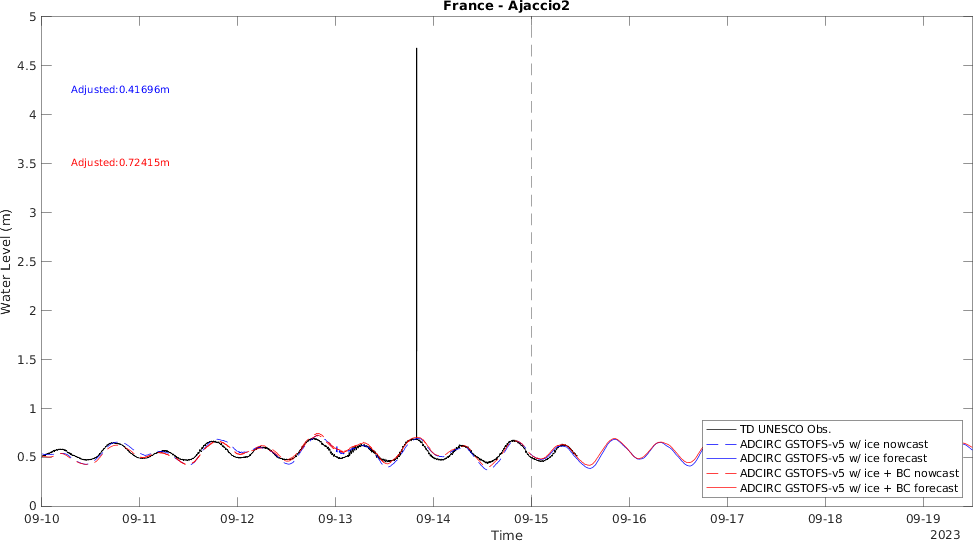 France - Ajaccio2
5
4.5
4
3.5
3
2.5
2
1.5
1
0.5
0
Water Level (m)
Adjusted:0.41696m
Adjusted:0.72415m
TD UNESCO Obs.
ADCIRC GSTOFS-v5 w/ ice nowcast
ADCIRC GSTOFS-v5 w/ ice forecast
ADCIRC GSTOFS-v5 w/ ice + BC nowcast
ADCIRC GSTOFS-v5 w/ ice + BC forecast
09-10 09-11 09-12 09-13 09-14 09-15 09-16 09-17 09-18 09-19
Time
2023